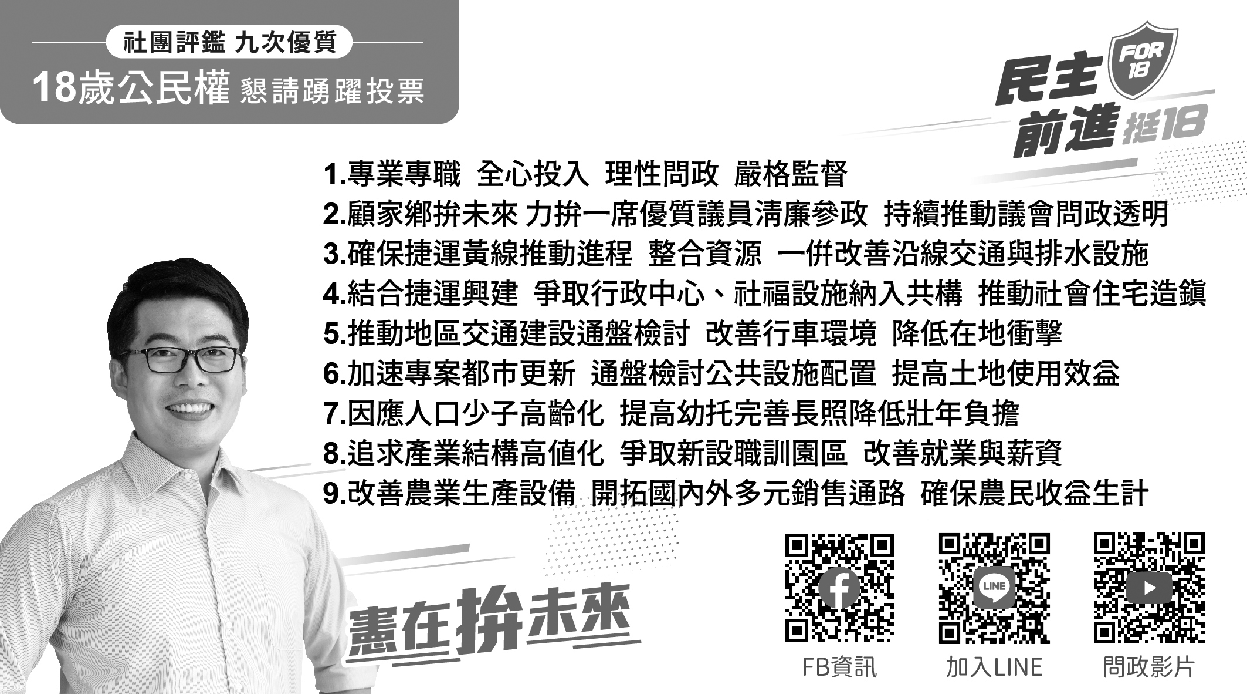 社團評鑑 九次優質
18歲公民權 懇請踴躍投票
民主
FOR
18
前進挺18
1.專業專職 全心投入 理性問政 嚴格監督
2.顧家鄉拚未來 力拚一席優質議員清廉參政 持續推動議會問政透明
3.確保捷運黃線推動進程 整合資源 一併改善沿線交通與排水設施
4.結合捷運興建 爭取行政中心、社福設施納入共構 推動社會住宅造鎮
5.推動地區交通建設通盤檢討 改善行車環境 降低在地衝擊
6.加速專案都市更新 通盤檢討公共設施配置 提高土地使用效益
7.因應人口少子高齡化 提高幼托完善長照降低壯年負擔
8.追求產業結構高值化 爭取新設職訓園區 改善就業與薪資
9.改善農業生產設備 開拓國內外多元銷售通路 確保農民收益生計
憲在拚未來
LINE
FB資訊
加入LINE
問政影片